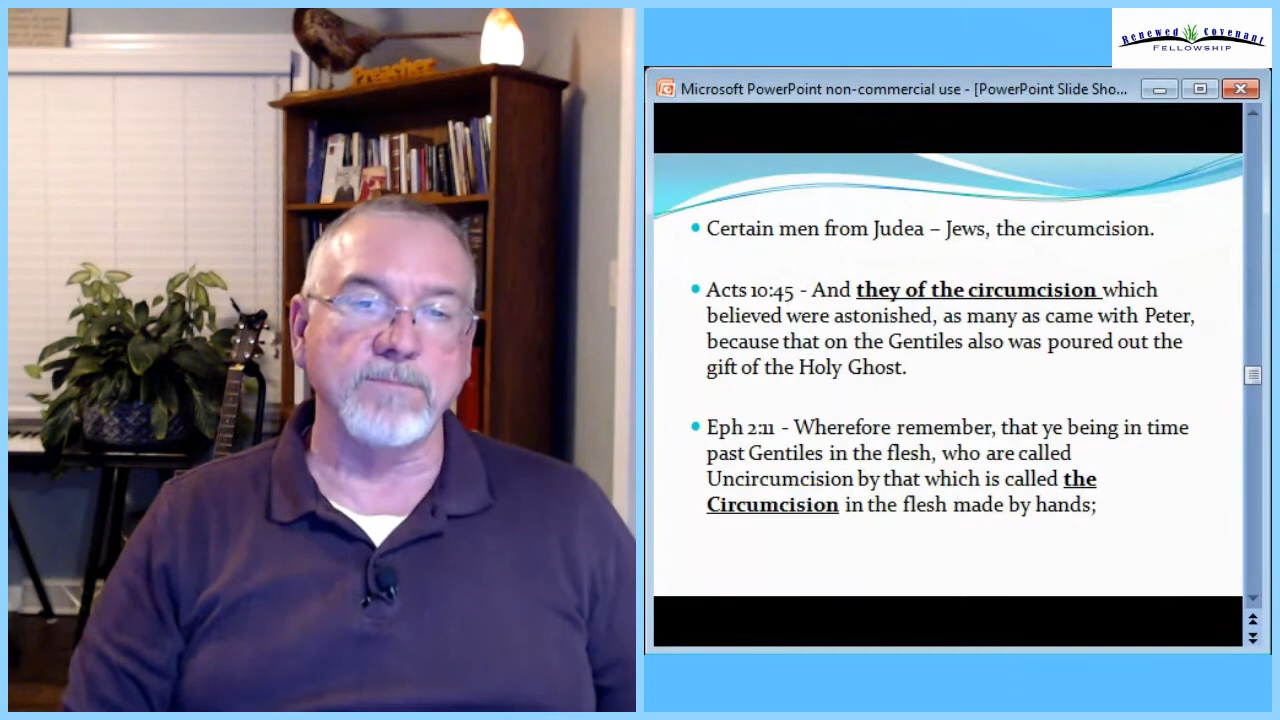 Preacher
Renewed Covenant
FELLOWSHIP
Microsoft PowerPoint non-commercial use - [PowerPoint Slide Sho...
Certain men from Judea – Jews, the circumcision.
Acts 10:45 - And they of the circumcision which
believed were astonished, as many as came with Peter,
because that on the Gentiles also was poured out the
gift of the Holy Ghost.
Eph 2:11 - Wherefore remember, that ye being in time
past Gentiles in the flesh, who are called
Uncircumcision by that which is called the
Circumcision in the flesh made by hands;